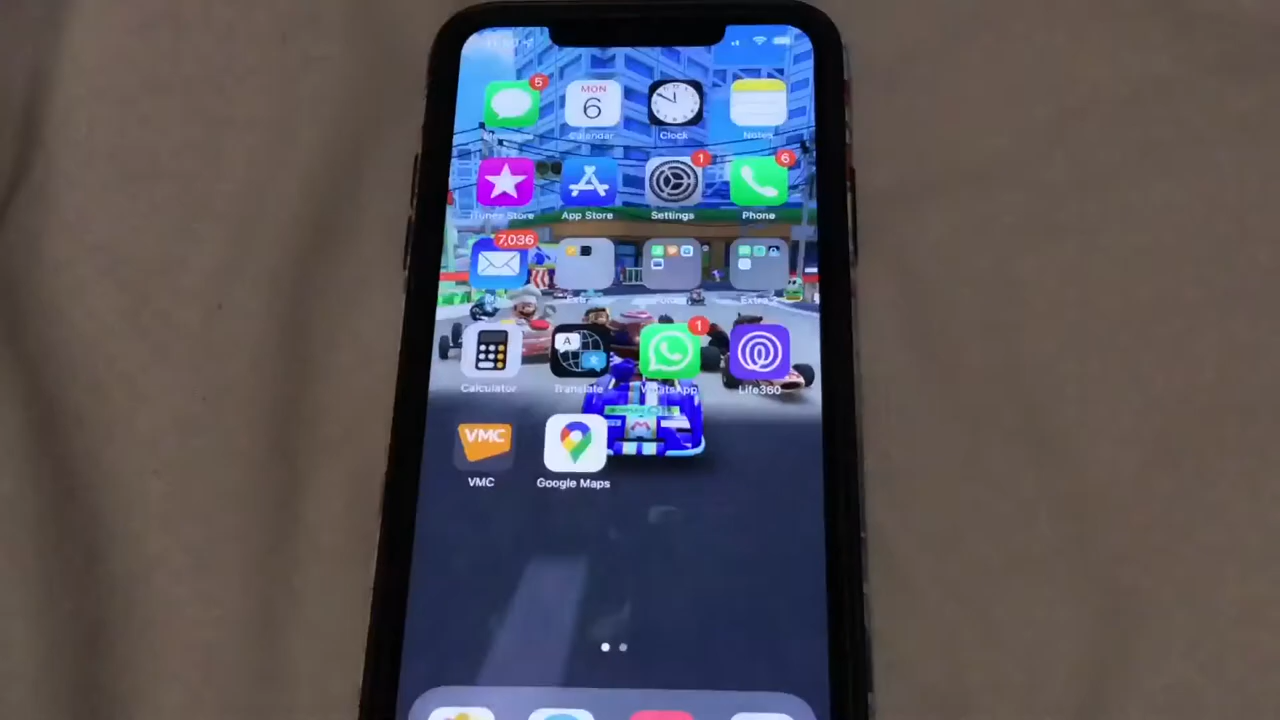 5
MON
6
Calendar
Clock
Notes
iTunes Store
App Store
1
Settings
6
Phone
7,036
Calculator
A
Translate
1
WhatsApp
Life360
VMC
VMC
Google Maps